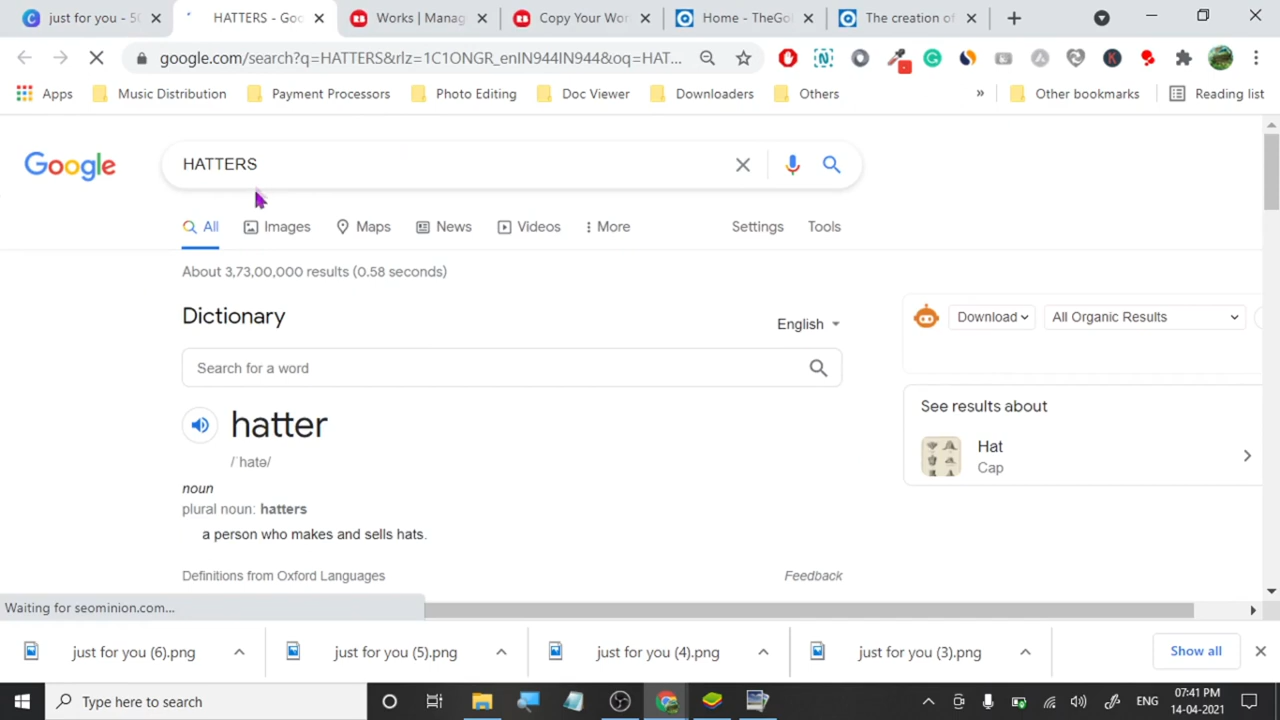 just for you - 50
HATTERS - Goo
Works | Manag
Copy Your Wor
Home - TheGol
The creation of
google.com/search?q=HATTERS&rlz=1C1ONGR_enIN944IN944&oq=HAT...
Apps
Music Distribution
Payment Processors
Photo Editing
Doc Viewer
Downloaders
Others
»
Other bookmarks
Reading list
Google
HATTERS
All
Images
Maps
News
Videos
More
Settings
Tools
About 3,73,00,000 results (0.58 seconds)
Dictionary
English
Search for a word
hatter
/ˈhatə/
noun
plural noun: hatters
a person who makes and sells hats.
Definitions from Oxford Languages
Feedback
Download
All Organic Results
See results about
Hat
Cap
Waiting for seominion.com...
just for you (6).png
just for you (5).png
just for you (4).png
just for you (3).png
Show all
Type here to search
ENG
07:41 PM
14-04-2021